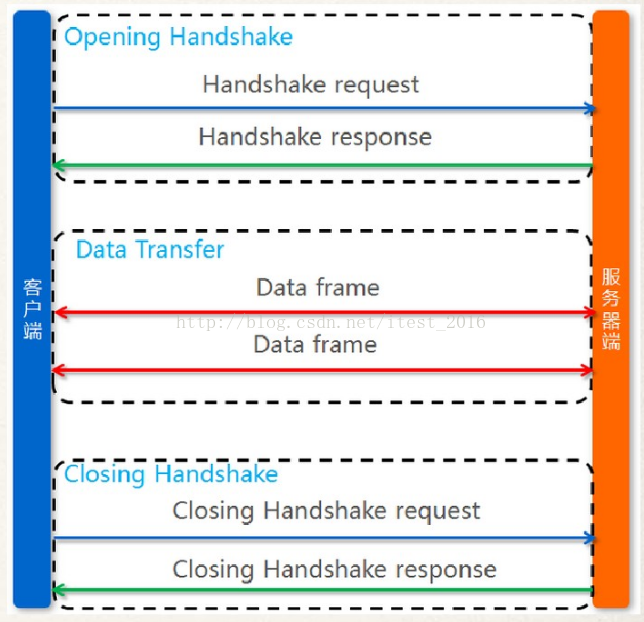 Opening Handshake
Handshake request
Handshake response
Data Transfer
Data frame
客户端
服务器端
http://blog.csdn.net/itest_2016
Data frame
Closing Handshake
Closing Handshake request
Closing Handshake response